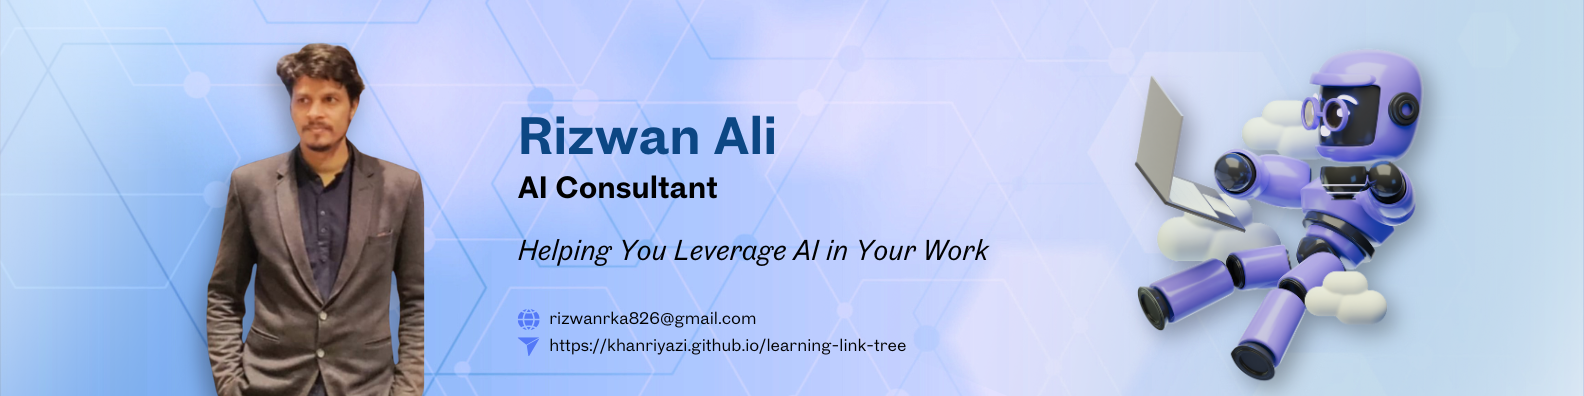 Rizwan Ali
AI Consultant
Helping You Leverage AI in Your Work
rizwanrka826@gmail.com
https://khanriyazi.github.io/learning-link-tree